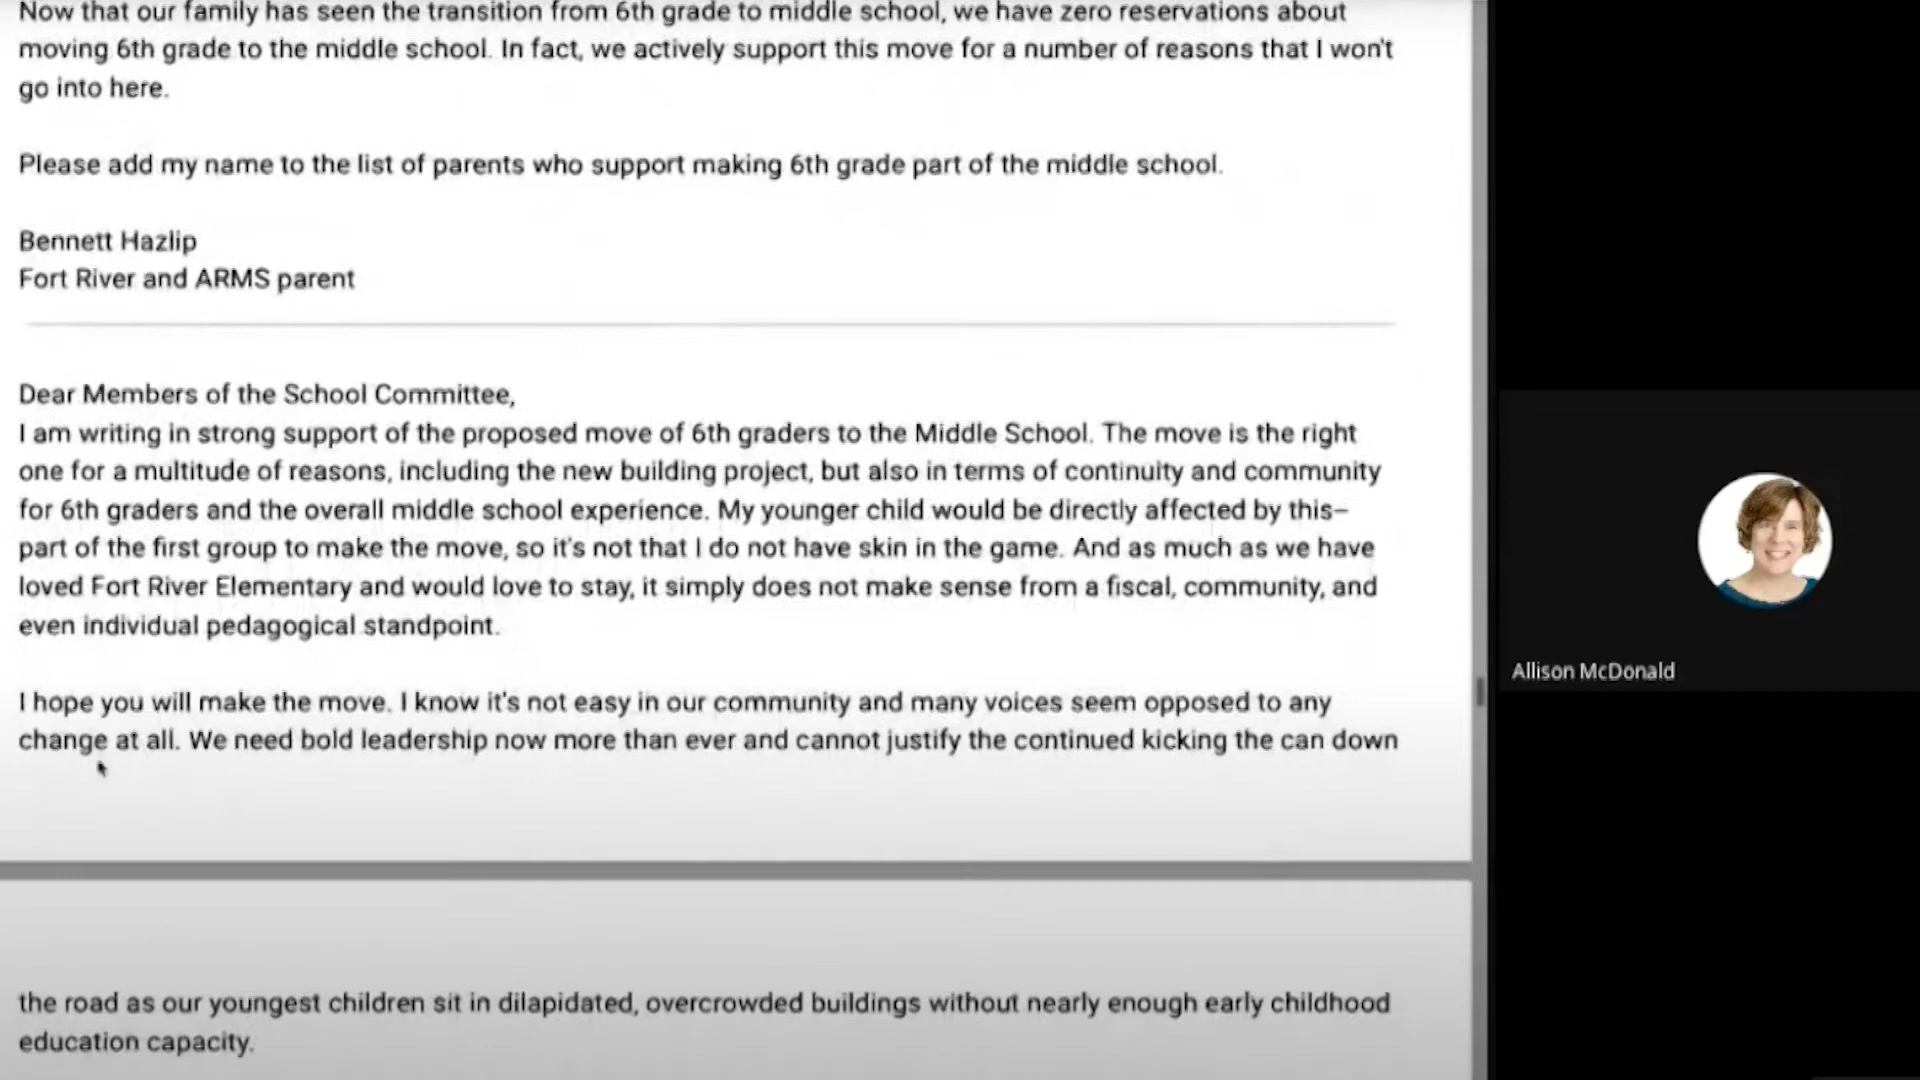 Now that our family has seen the transition from 6th grade to middle school, we have zero reservations about
moving 6th grade to the middle school. In fact, we actively support this move for a number of reasons that I won't
go into here.
Please add my name to the list of parents who support making 6th grade part of the middle school.
Bennett Hazlip
Fort River and ARMS parent
Dear Members of the School Committee,
I am writing in strong support of the proposed move of 6th graders to the Middle School. The move is the right
one for a multitude of reasons, including the new building project, but also in terms of continuity and community
for 6th graders and the overall middle school experience. My younger child would be directly affected by this–
part of the first group to make the move, so it's not that I do not have skin in the game. And as much as we have
loved Fort River Elementary and would love to stay, it simply does not make sense from a fiscal, community, and
even individual pedagogical standpoint.
I hope you will make the move. I know it's not easy in our community and many voices seem opposed to any
change at all. We need bold leadership now more than ever and cannot justify the continued kicking the can down
the road as our youngest children sit in dilapidated, overcrowded buildings without nearly enough early childhood
education capacity.
Allison McDonald